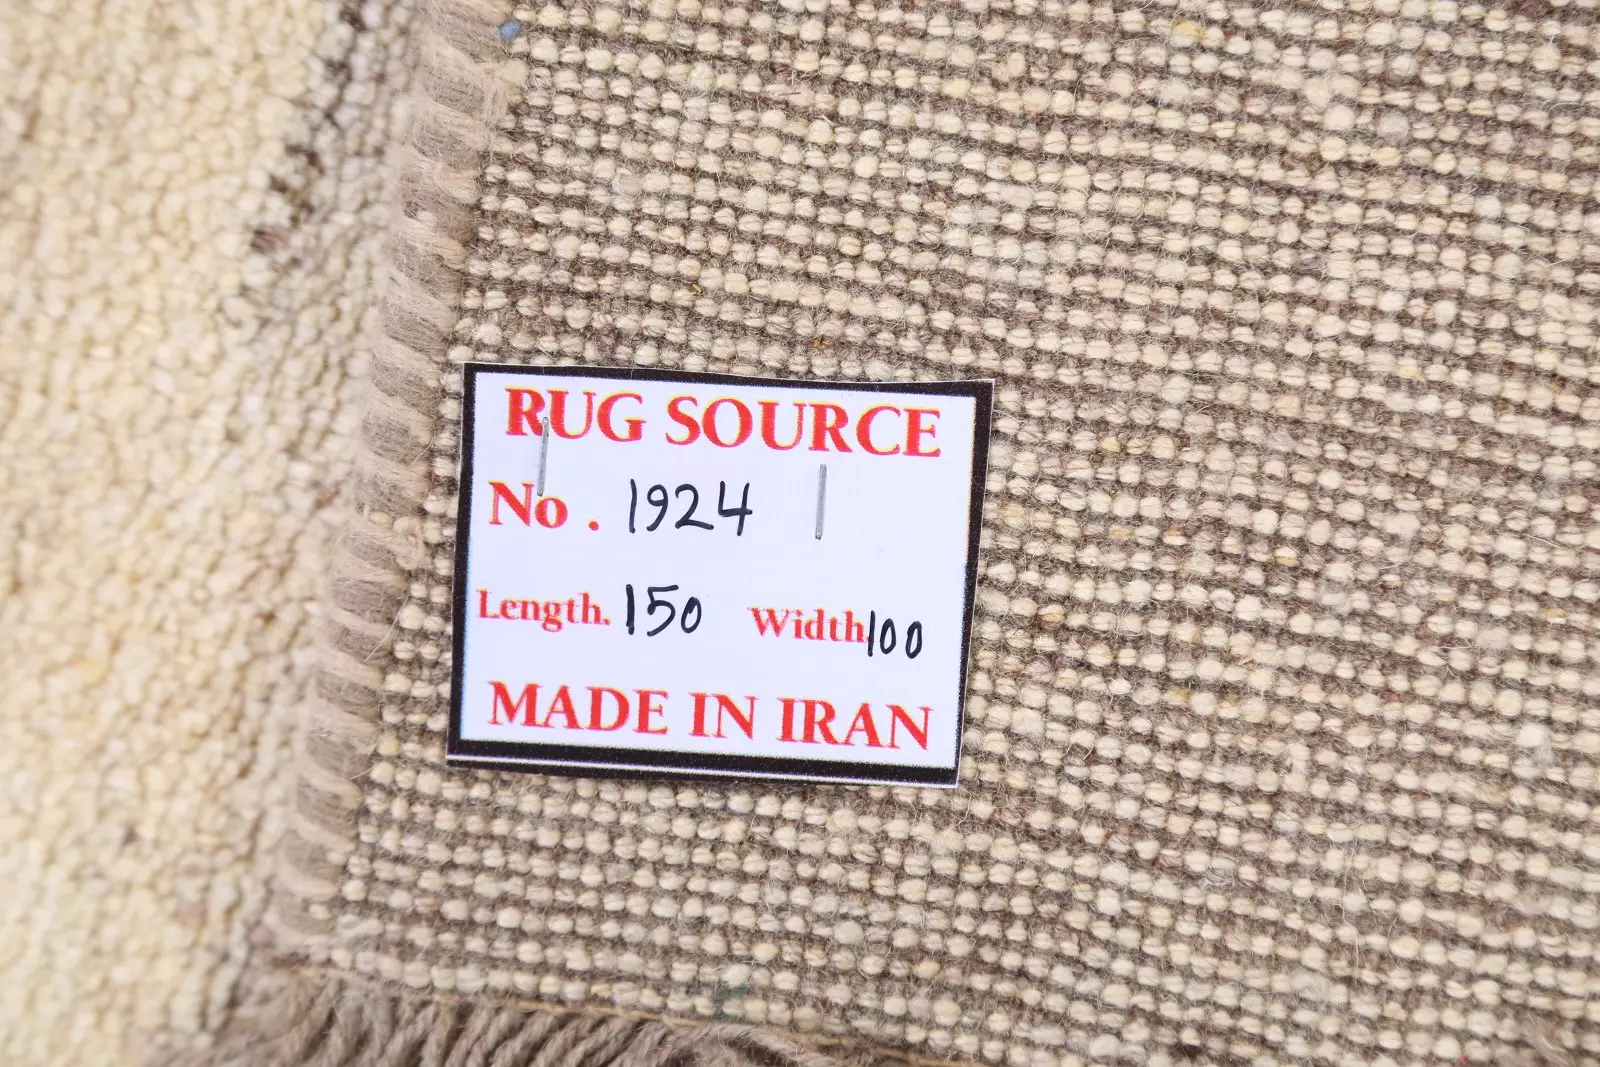 RUG SOURCE
No . 1924
Length. 150 Width 100
MADE IN IRAN